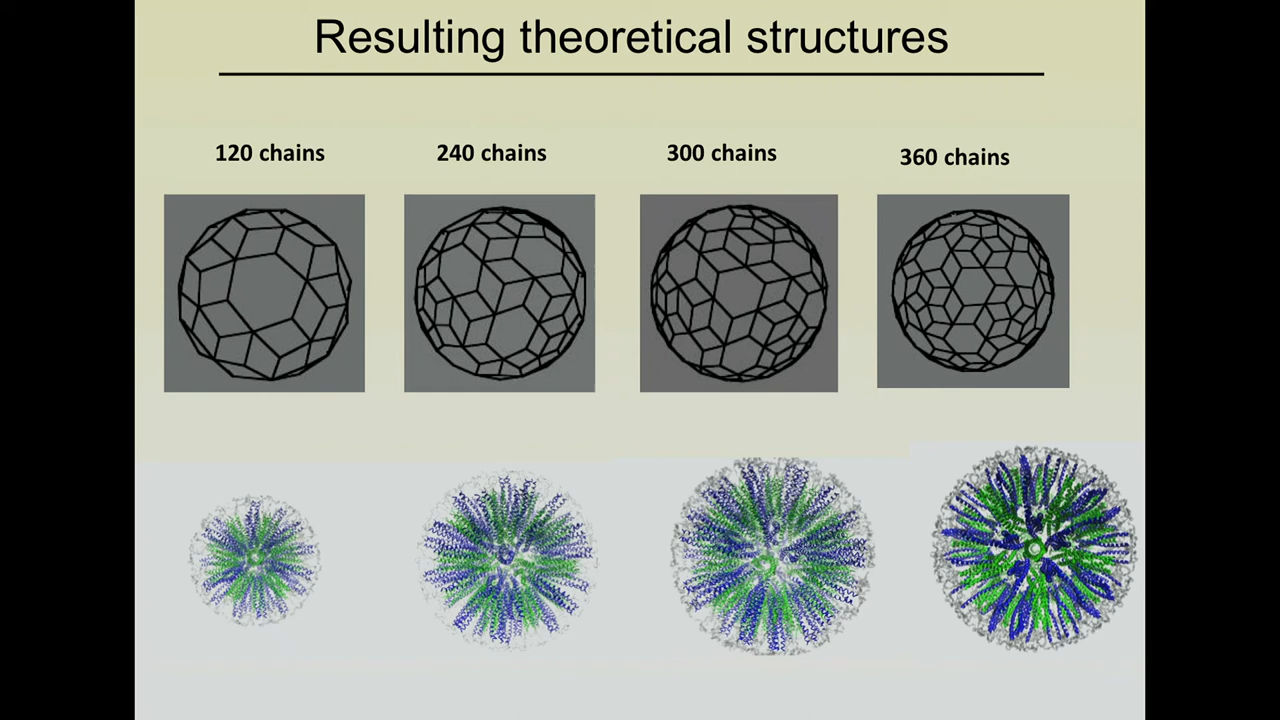 Resulting theoretical structures
120 chains
240 chains
300 chains
360 chains